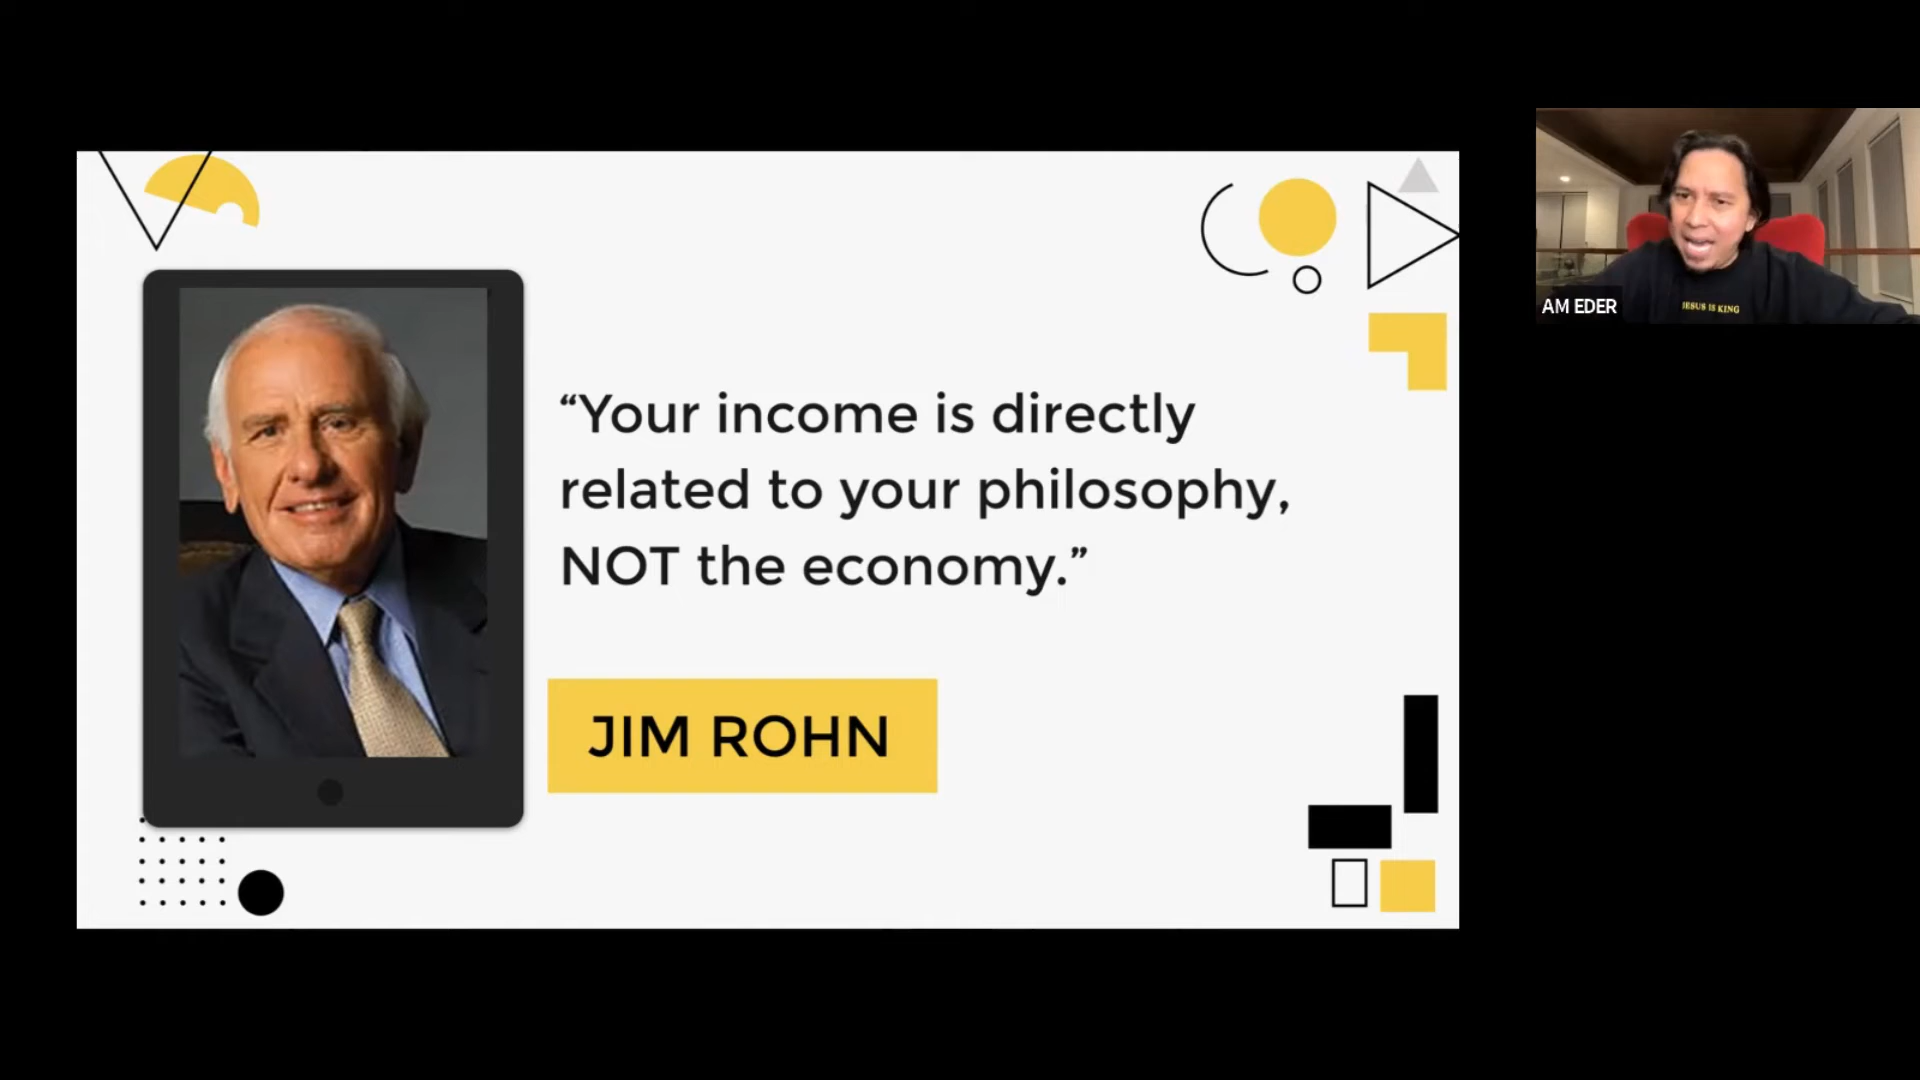 “Your income is directly
related to your philosophy,
NOT the economy.”
JIM ROHN
AM EDER
JESUS IS KING